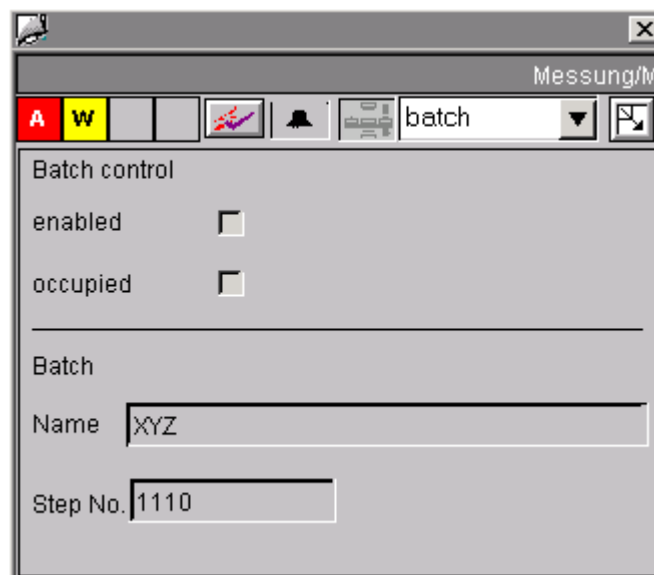 Messung/M
A W batch
Batch control
enabled
occupied
Batch
Name XYZ
Step No. 1110